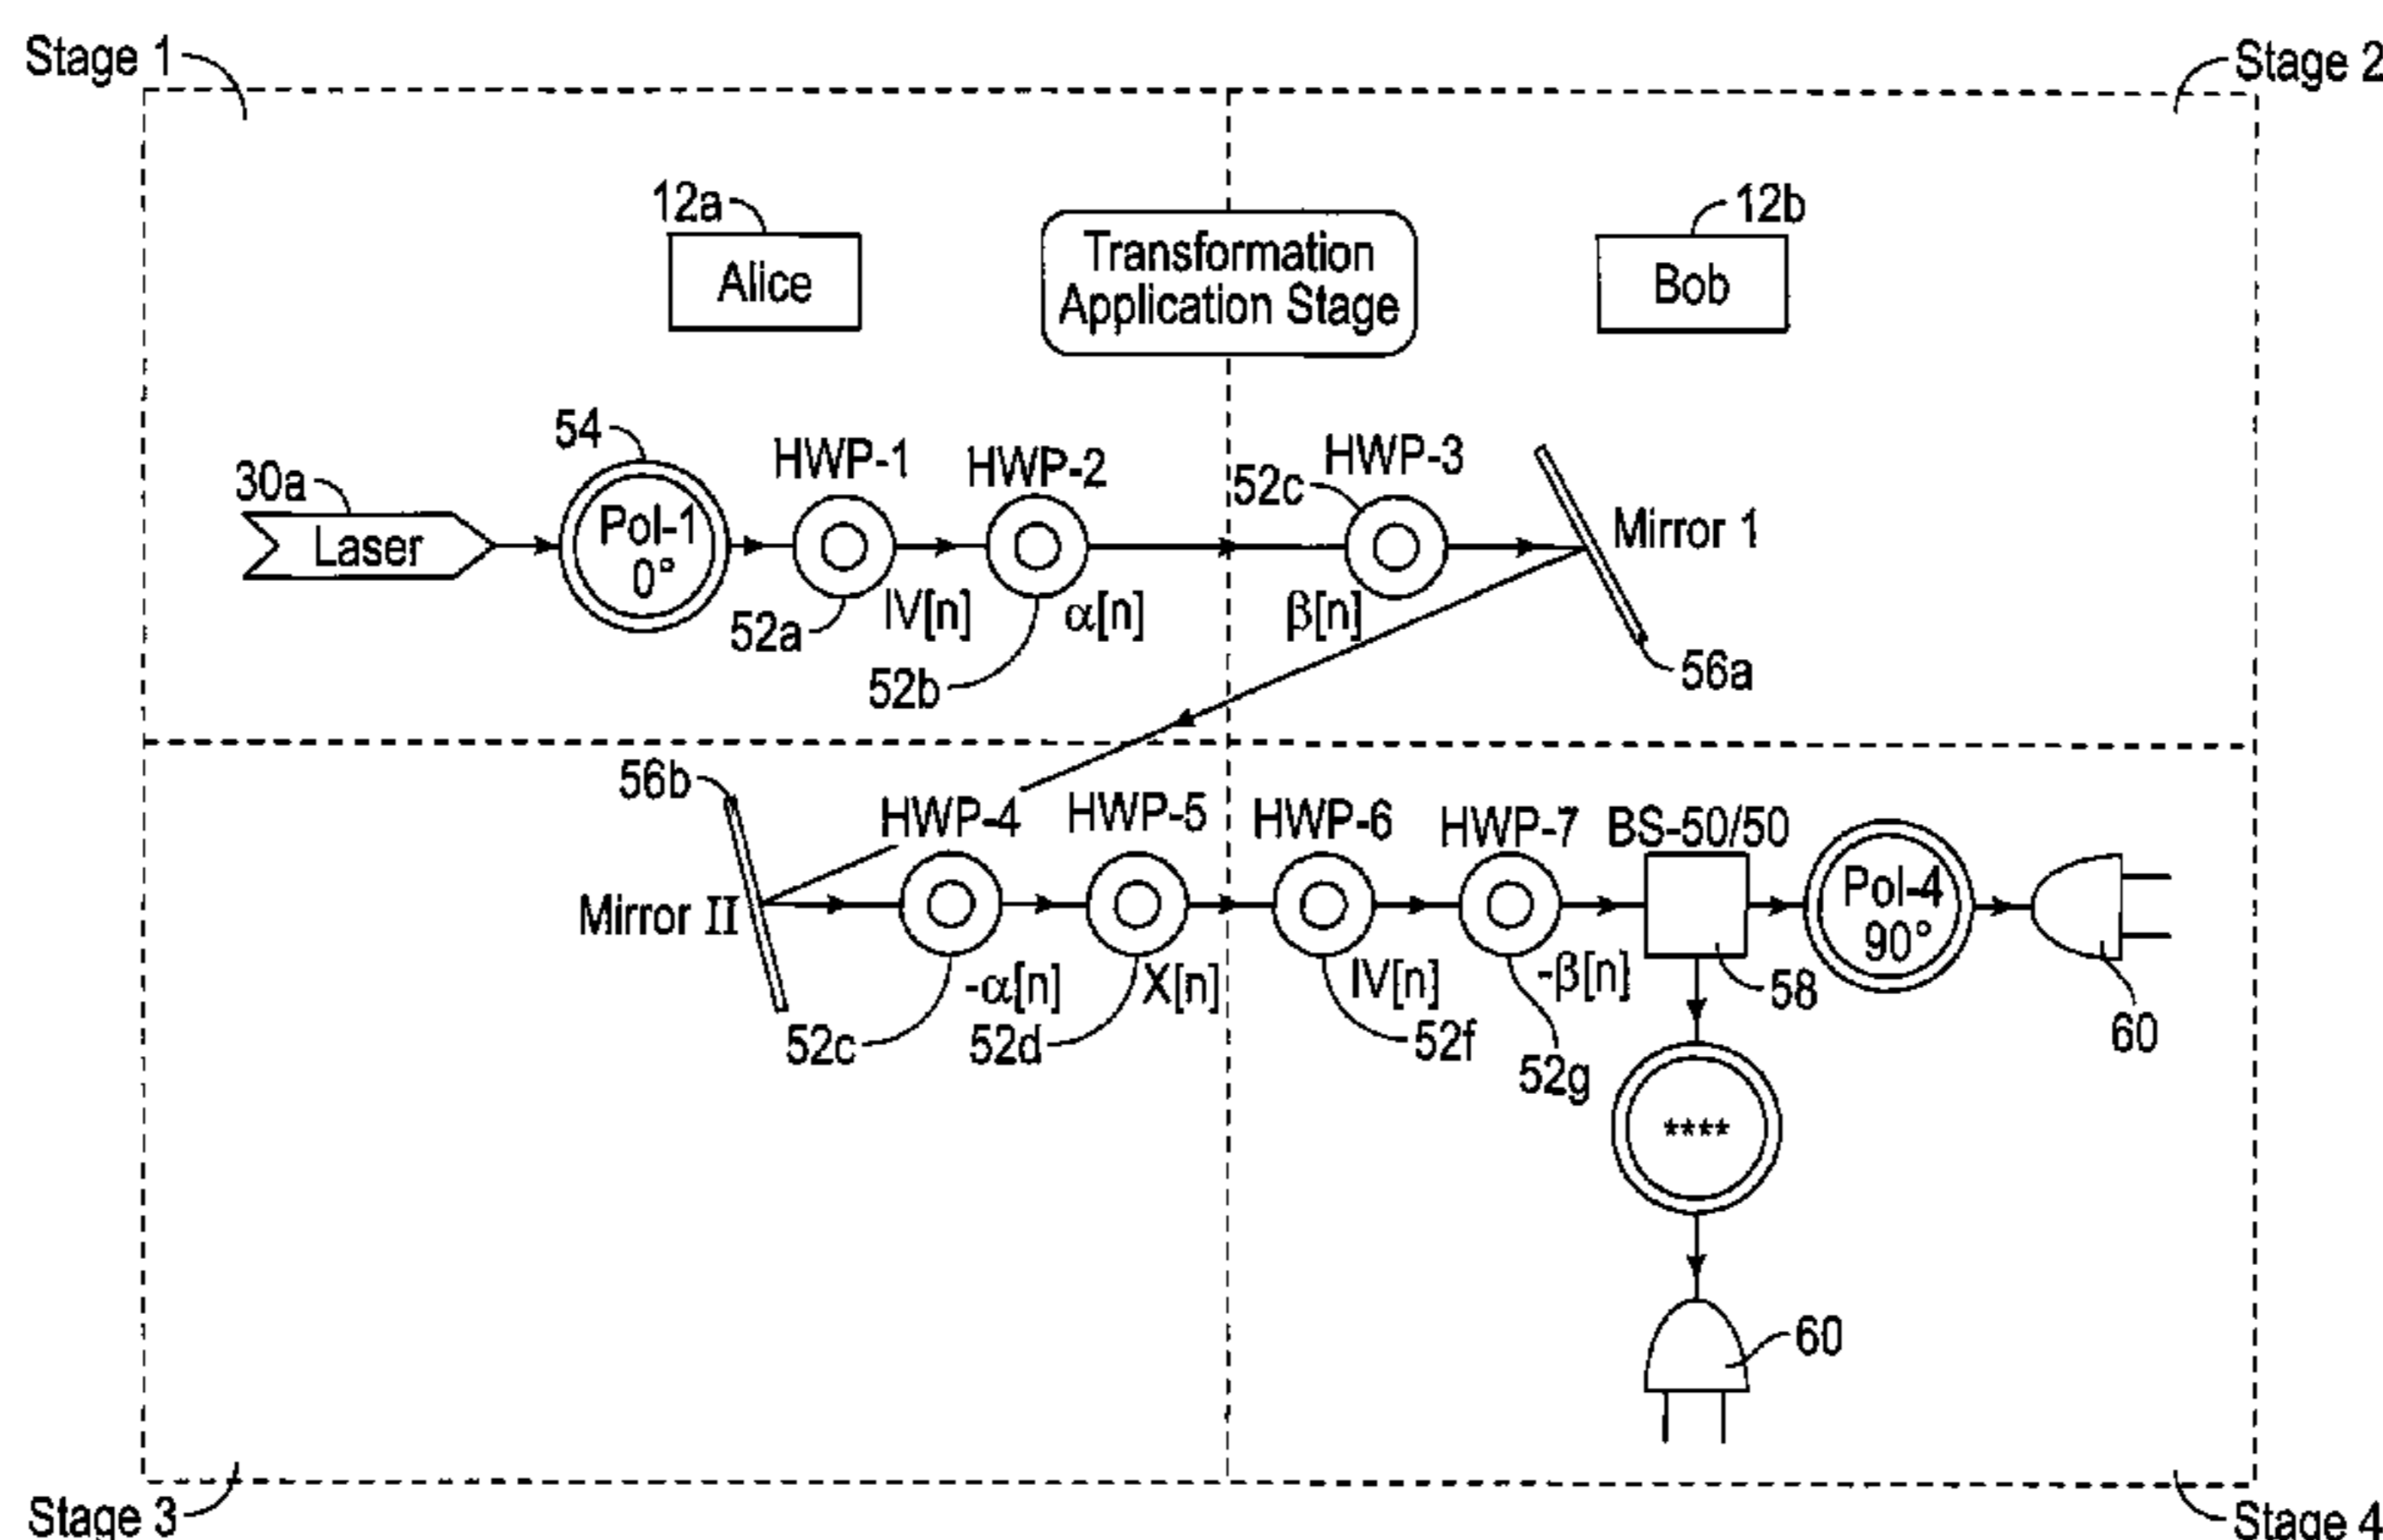 Stage 1
Stage 2
12a
12b
Alice
Transformation
Application Stage
Bob
54
30a
HWP-1
HWP-2
52c
HWP-3
Laser
Pol-1
0°
Mirror 1
52a
IV[n]
α[n]
β[n]
52b
56a
56b
HWP-4
HWP-5
HWP-6
HWP-7
BS-50/50
Mirror II
Pol-4
90°
-α[n]
X[n]
IV[n]
-β[n]
58
52c
52d
52f
52g
60
****
60
Stage 3
Stage 4